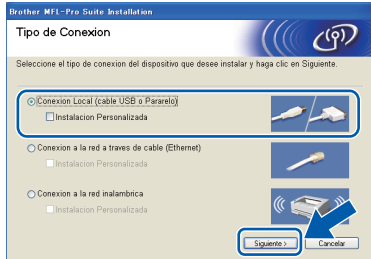 Brother MFL-Pro Suite Installation
Tipo de Conexion
Seleccione el tipo de conexion del dispositivo que desee instalar y haga clic en Siguiente.
Conexion Local (cable USB o Pararelo)
Instalacion Personalizada
Conexion a la red a traves de cable (Ethernet)
Instalacion Personalizada
Conexion a la red inalambrica
Instalacion Personalizada
Siguiente >
Cancelar